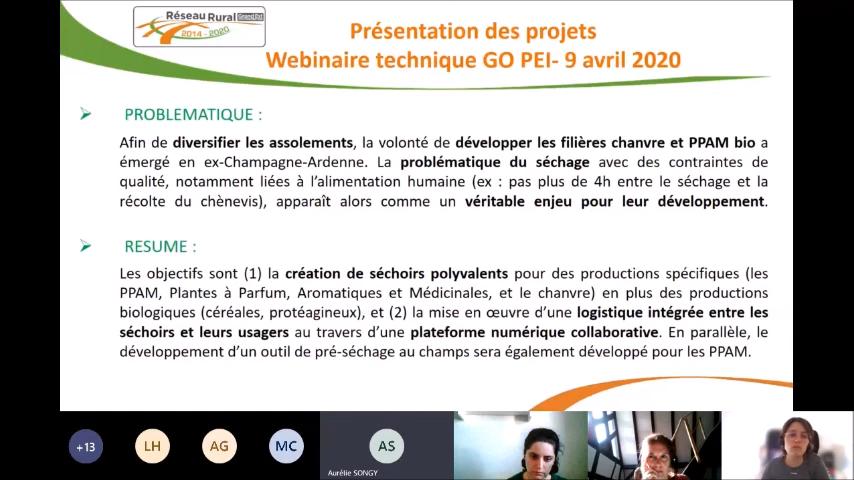 Réseau Rural
Grand Est
2014 - 2020
Présentation des projets
Webinaire technique GO PEI- 9 avril 2020
PROBLEMATIQUE :
Afin de diversifier les assolements, la volonté de développer les filières chanvre et PPAM bio a
émergé en ex-Champagne-Ardenne. La problématique du séchage avec des contraintes de
qualité, notamment liées à l'alimentation humaine (ex : pas plus de 4h entre le séchage et la
récolte du chènevis), apparaît alors comme un véritable enjeu pour leur développement.
RESUME :
Les objectifs sont (1) la création de séchoirs polyvalents pour des productions spécifiques (les
PPAM, Plantes à Parfum, Aromatiques et Médicinales, et le chanvre) en plus des productions
biologiques (céréales, protéagineux), et (2) la mise en œuvre d'une logistique intégrée entre les
séchoirs et leurs usagers au travers d'une plateforme numérique collaborative. En parallèle, le
développement d'un outil de pré-séchage au champs sera également développé pour les PPAM.
+13
LH
AG
MC
AS
Aurélie SONGY